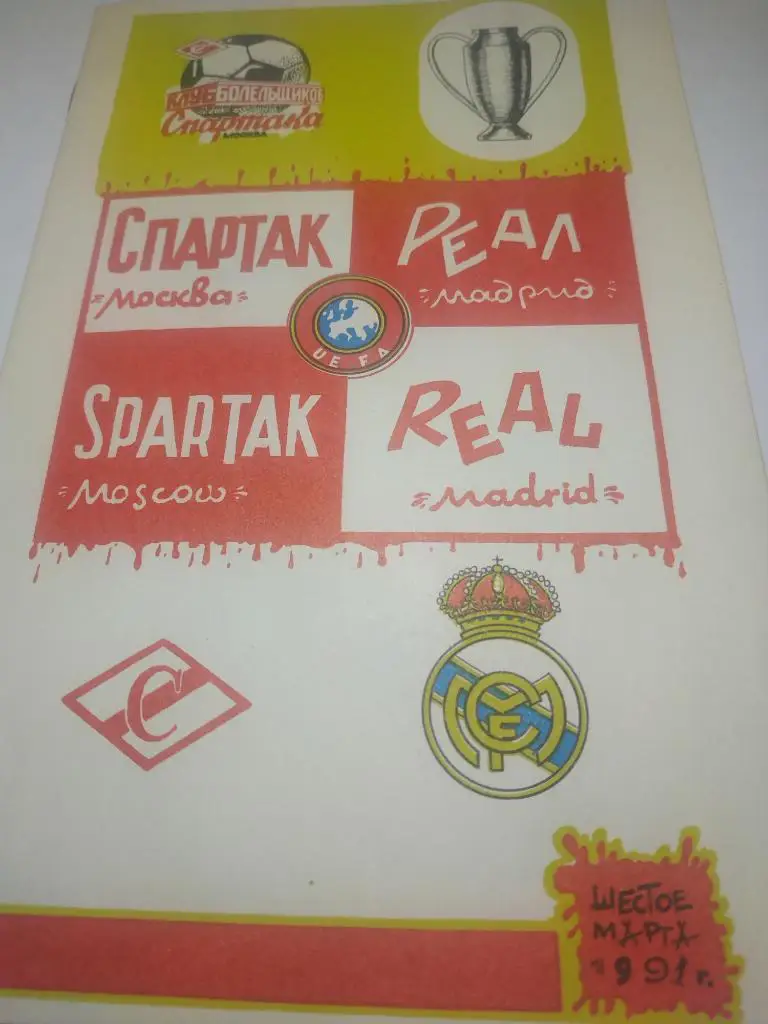 С
КЛУБ БОЛЕЛЬЩИКОВ
Спартака
МОСКВА
СПАРТАК
Москва
РЕАЛ
Мадрид
UEFA
SPARTAK
Moscow
REAL
Madrid
С
ШЕСТОЕ
МАРТА
1991 г.